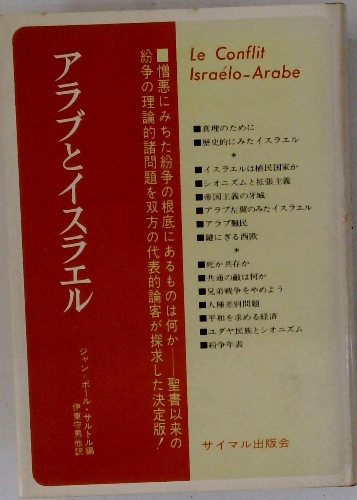 Le Conflit
Israélo-Arabe
アラブとイスラエル
■憎悪にみちた紛争の根底にあるものは何か——聖書以来の
紛争の理論的諸問題を双方の代表的論客が探求した決定版!
ジャン・ポール・サルトル編
伊東守男他訳
■真理のために
■歴史的にみたイスラエル
*
■イスラエルは植民国家か
■シオニズムと拡張主義
■帝国主義の牙城
■アラブ左翼のみたイスラエル
■アラブ難民
■鍵にぎる西欧
*
■死か共存か
■共通の敵は何か
■兄弟戦争をやめよう
■人種差別問題
■平和を求める経済
■ユダヤ民族とシオニズム
■紛争年表
サイマル出版会